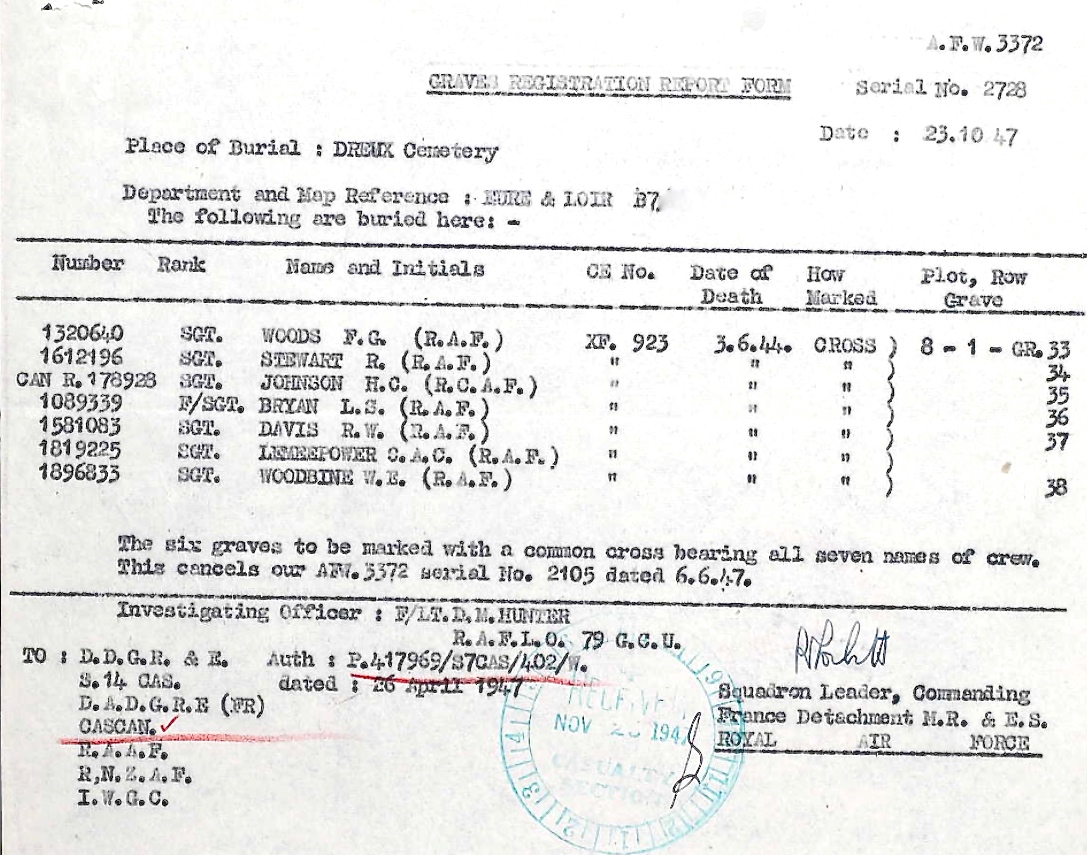 A.F.W.3372
GRAVES REGISTRATION REPORT FORM
Serial No. 2728
Date : 23.10 47
Place of Burial : DREUX Cemetery
Department and Map Reference : EURE & LOIR B7
The following are buried here: -
Number Rank Name and Initials CE No. Date of Death How Marked Plot, Row Grave
1320640 SGT. WOODS F.G. (R.A.F.) XF. 923 3.6.44. CROSS ) 8 - 1 - GR.33
1612196 SGT. STEWART R. (R.A.F.) " " " ) 34
CAN R.178928 SGT. JOHNSON H.C. (R.C.A.F.) " " " ) 35
1089339 F/SGT. BRYAN L.S. (R.A.F.) " " " ) 36
1581083 SGT. DAVIS R.W. (R.A.F.) " " " ) 37
1819225 SGT. LEMEEPOWER C.A.C. (R.A.F.) " " " )
1896833 SGT. WOODBINE W.E. (R.A.F.) " " " ) 38
The six graves to be marked with a common cross bearing all seven names of crew.
This cancels our AFW.3372 serial No. 2105 dated 6.6.47.
Investigating Officer : F/LT.D.M.HUNTER
R.A.F.L.O. 79 G.C.U.
TO : D.D.G.R. & E. Auth : P.417969/S7CAS/402/W.
S.14 CAS. dated : 26 April 1947
D.A.D.G.R.E (FR)
CASCAN. ✓
R.A.A.F.
R,N.Z.A.F.
I.W.G.C.
RECEIVED
NOV 1947
CASUALTY
SECTION
Squadron Leader, Commanding
France Detachment M.R. & E.S.
ROYAL AIR FORCE